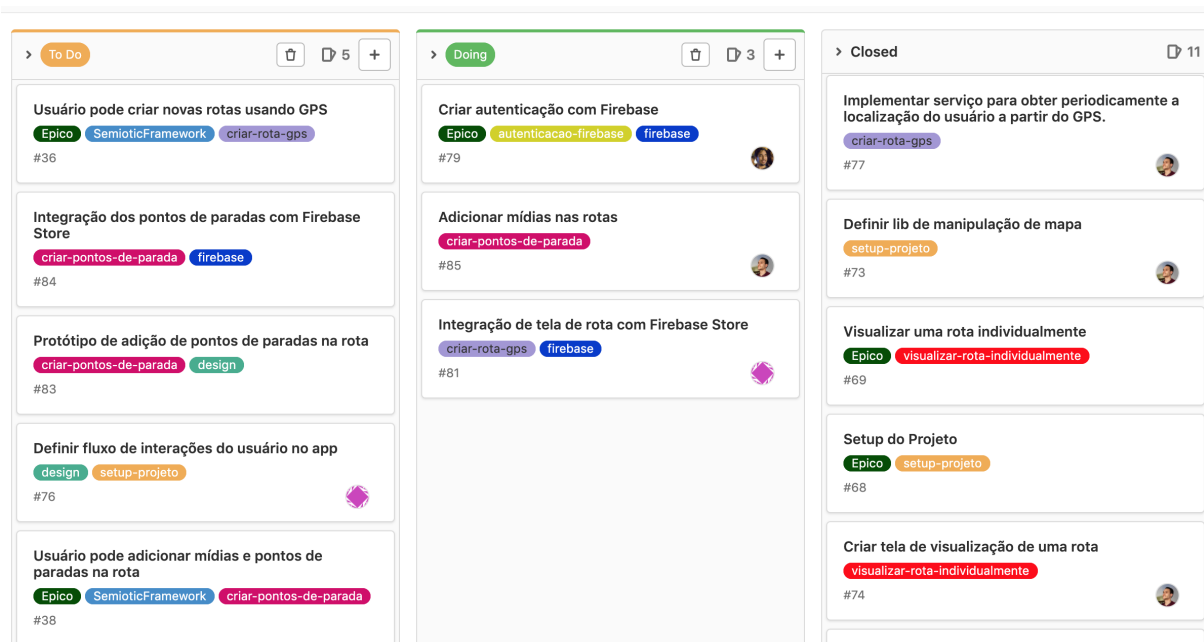 To Do
5
Usuário pode criar novas rotas usando GPS
Epico SemioticFramework criar-rota-gps
#36
Integração dos pontos de paradas com Firebase
Store
criar-pontos-de-parada firebase
#84
Protótipo de adição de pontos de paradas na rota
criar-pontos-de-parada design
#83
Definir fluxo de interações do usuário no app
design setup-projeto
#76
Usuário pode adicionar mídias e pontos de
paradas na rota
Epico SemioticFramework criar-pontos-de-parada
#38
Doing
3
Criar autenticação com Firebase
Epico autenticacao-firebase firebase
#79
Adicionar mídias nas rotas
criar-pontos-de-parada
#85
Integração de tela de rota com Firebase Store
criar-rota-gps firebase
#81
Closed
11
Implementar serviço para obter periodicamente a
localização do usuário a partir do GPS.
criar-rota-gps
#77
Definir lib de manipulação de mapa
setup-projeto
#73
Visualizar uma rota individualmente
Epico visualizar-rota-individualmente
#69
Setup do Projeto
Epico setup-projeto
#68
Criar tela de visualização de uma rota
visualizar-rota-individualmente
#74